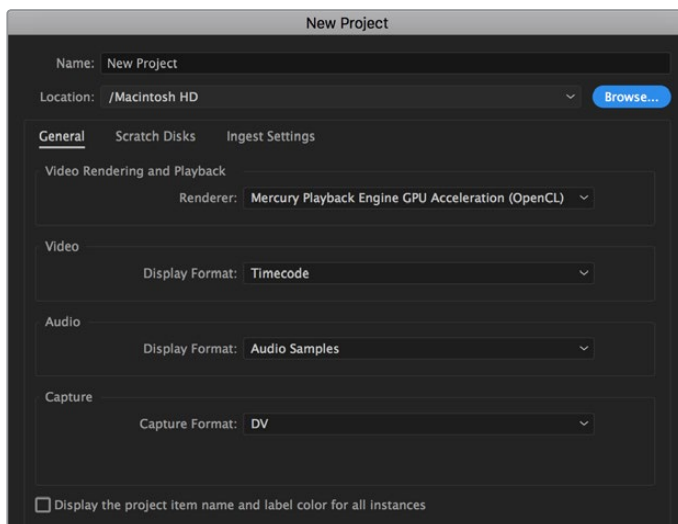 New Project
Name: New Project
Location: /Macintosh HD Browse...
General Scratch Disks Ingest Settings
Video Rendering and Playback
Renderer: Mercury Playback Engine GPU Acceleration (OpenCL)
Video
Display Format: Timecode
Audio
Display Format: Audio Samples
Capture
Capture Format: DV
Display the project item name and label color for all instances